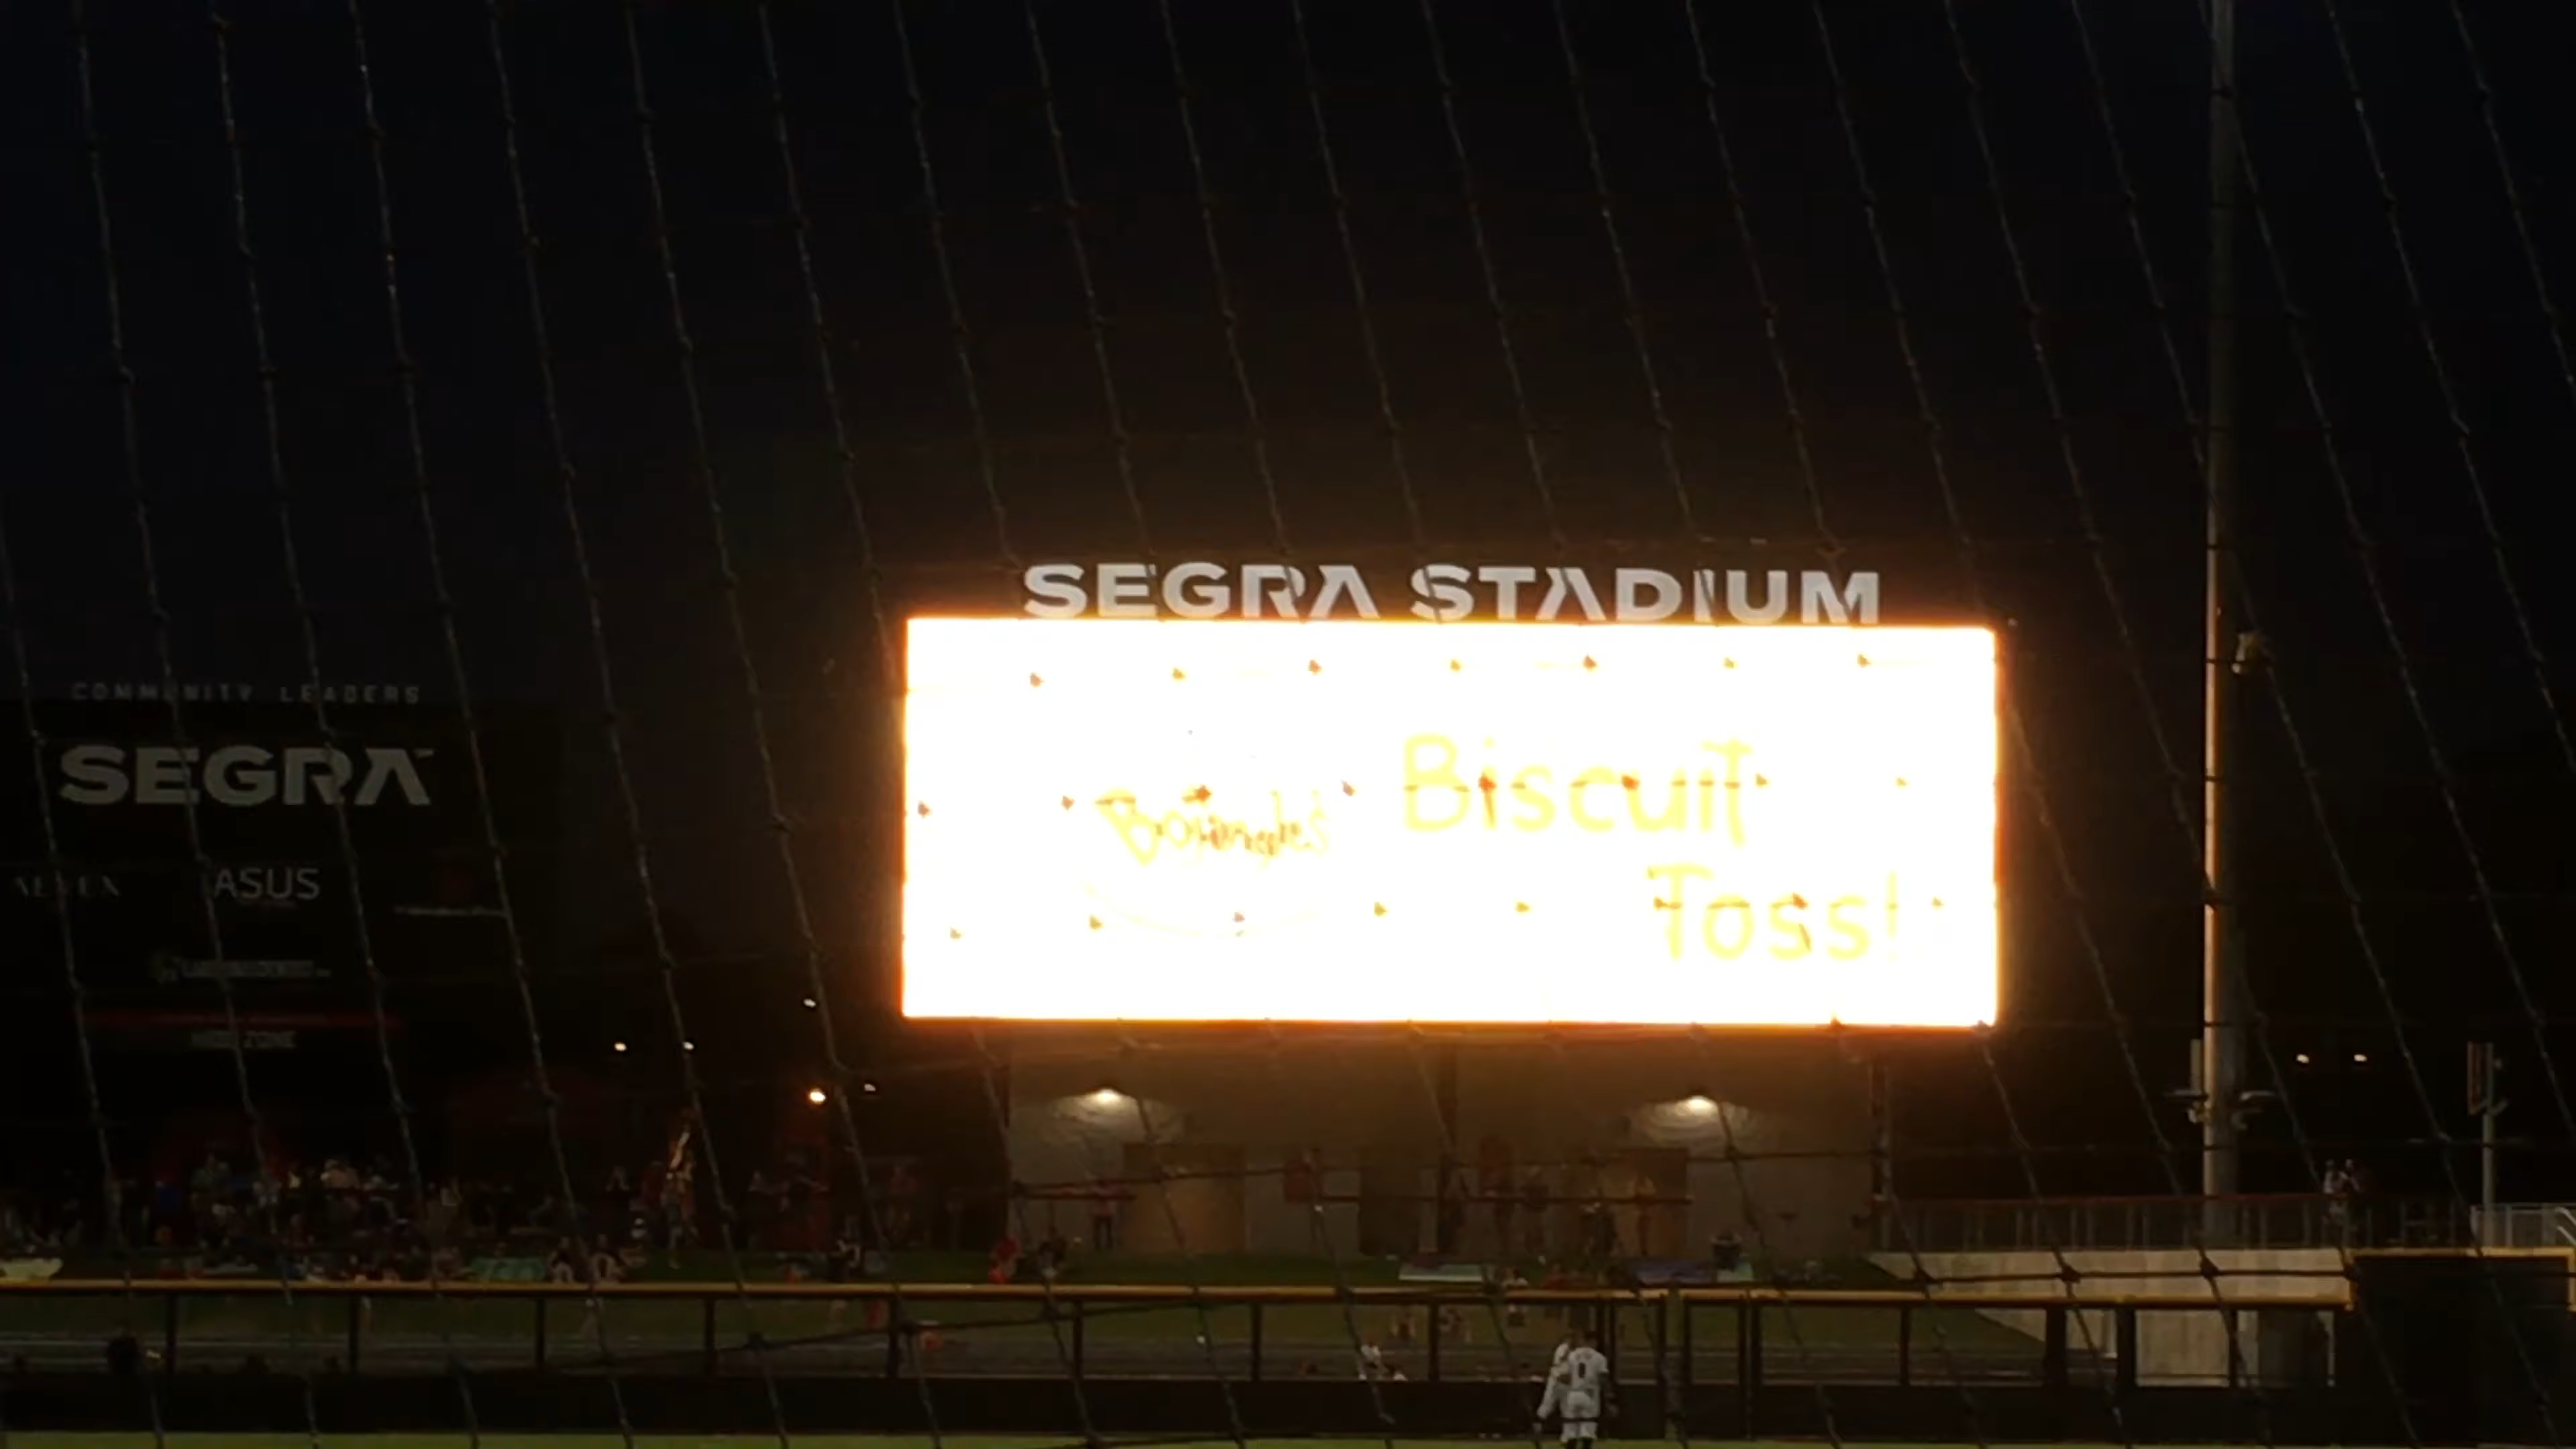 SEGRA STADIUM
Bojangles
Biscuit
Toss!
COMMUNITY LEADERS
SEGRA
ASUS